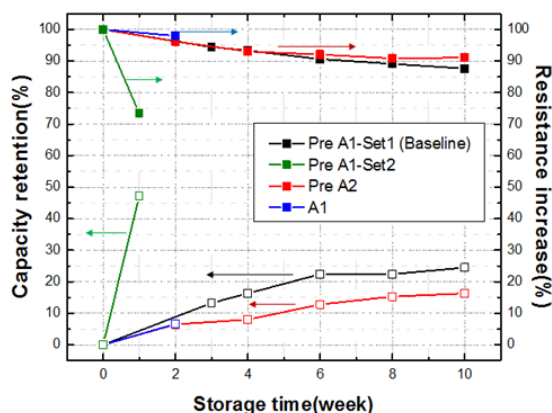 100
90
80
70
60
50
40
30
20
10
0
Capacity retention(%)
100
90
80
70
60
50
40
30
20
10
0
Resistance increase(%)
Pre A1-Set1 (Baseline)
Pre A1-Set2
Pre A2
A1
0 2 4 6 8 10
Storage time(week)